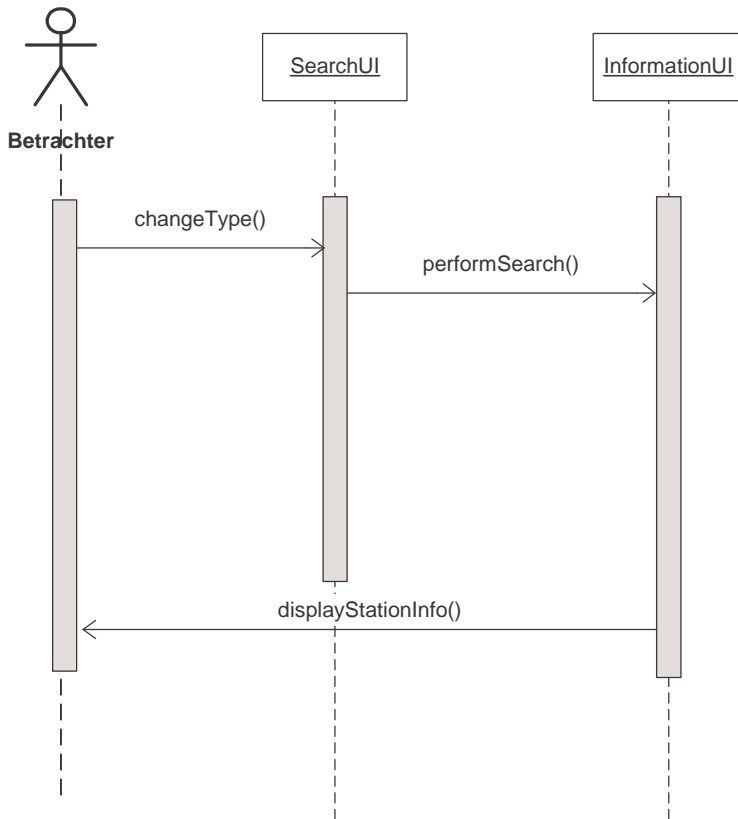 SearchUI
InformationUI
Betrachter
changeType()
performSearch()
displayStationInfo()